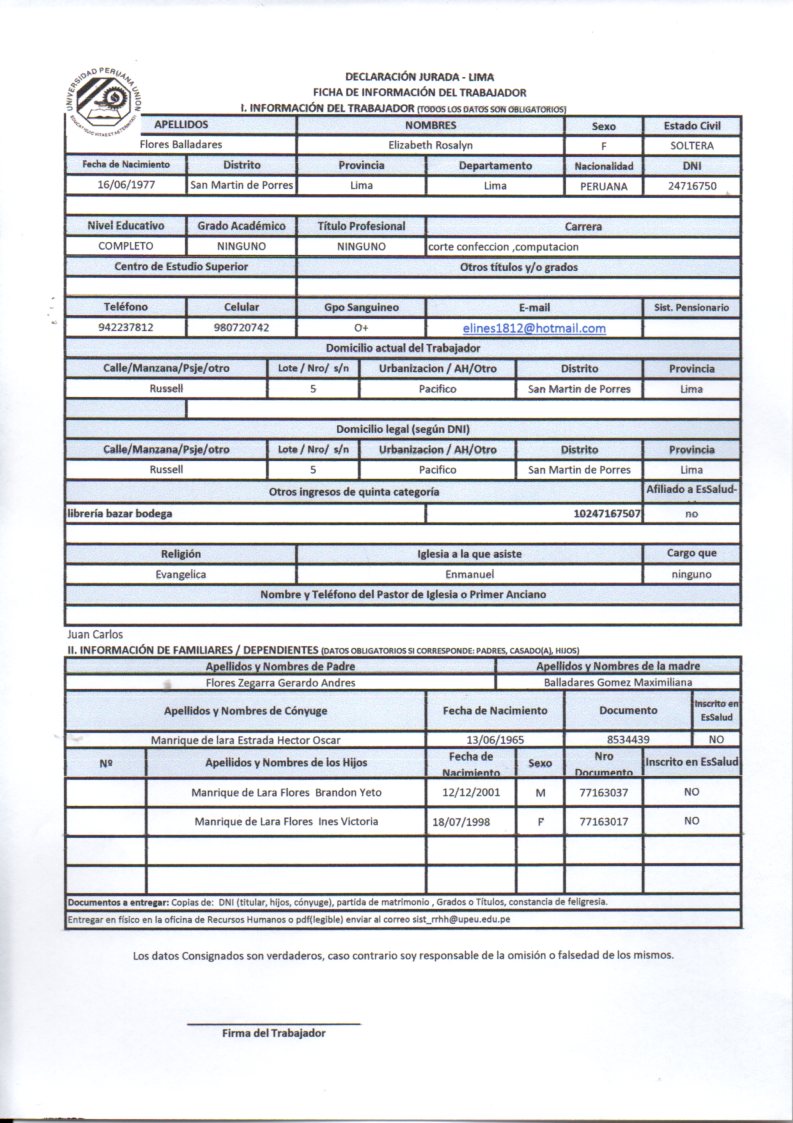 UNIVERSIDAD PERUANA UNION
DECLARACIÓN JURADA - LIMA
FICHA DE INFORMACIÓN DEL TRABAJADOR
I. INFORMACIÓN DEL TRABAJADOR (TODOS LOS DATOS SON OBLIGATORIOS)
APELLIDOS NOMBRES Sexo Estado Civil
Flores Balladares Elizabeth Rosalyn F SOLTERA
Fecha de Nacimiento Distrito Provincia Departamento Nacionalidad DNI
16/06/1977 San Martin de Porres Lima Lima PERUANA 24716750
Nivel Educativo Grado Académico Título Profesional Carrera
COMPLETO NINGUNO NINGUNO corte confeccion ,computacion
Centro de Estudio Superior Otros títulos y/o grados
Teléfono Celular Gpo Sanguineo E-mail Sist. Pensionario
942237812 980720742 O+ elines1812@hotmail.com
Domicilio actual del Trabajador
Calle/Manzana/Psje/otro Lote / Nro/ s/n Urbanizacion / AH/Otro Distrito Provincia
Russell 5 Pacifico San Martin de Porres Lima
Domicilio legal (según DNI)
Calle/Manzana/Psje/otro Lote / Nro/ s/n Urbanizacion / AH/Otro Distrito Provincia
Russell 5 Pacifico San Martin de Porres Lima
Otros ingresos de quinta categoría Afiliado a EsSalud-
librería bazar bodega 10247167507 no
Religión Iglesia a la que asiste Cargo que
Evangelica Enmanuel ninguno
Nombre y Teléfono del Pastor de Iglesia o Primer Anciano
Juan Carlos
II. INFORMACIÓN DE FAMILIARES / DEPENDIENTES (DATOS OBLIGATORIOS SI CORRESPONDE: PADRES, CASADO(A), HIJOS)
Apellidos y Nombres de Padre Apellidos y Nombres de la madre
Flores Zegarra Gerardo Andres Balladares Gomez Maximiliana
Apellidos y Nombres de Cónyuge Fecha de Nacimiento Documento Inscrito en EsSalud
Manrique de lara Estrada Hector Oscar 13/06/1965 8534439 NO
Nº Apellidos y Nombres de los Hijos Fecha de Nacimiento Sexo Nro Documento Inscrito en EsSalud
Manrique de Lara Flores Brandon Yeto 12/12/2001 M 77163037 NO
Manrique de Lara Flores Ines Victoria 18/07/1998 F 77163017 NO
Documentos a entregar: Copias de: DNI (titular, hijos, cónyuge), partida de matrimonio , Grados o Títulos, constancia de feligresia.
Entregar en físico en la oficina de Recursos Humanos o pdf(legible) enviar al correo sist_rrhh@upeu.edu.pe
Los datos Consignados son verdaderos, caso contrario soy responsable de la omisión o falsedad de los mismos.
Firma del Trabajador